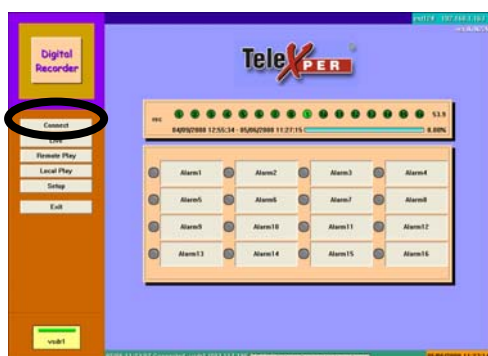 Digital
Recorder
TeleXPER
Connect
Live
Remote Play
Local Play
Setup
Exit
rec
53.9
04/09/2008 12:55:34 - 05/06/2008 11:27:15
0.00%
Alarm1 Alarm2 Alarm3 Alarm4
Alarm5 Alarm6 Alarm7 Alarm8
Alarm9 Alarm10 Alarm11 Alarm12
Alarm13 Alarm14 Alarm15 Alarm16
vsdr1